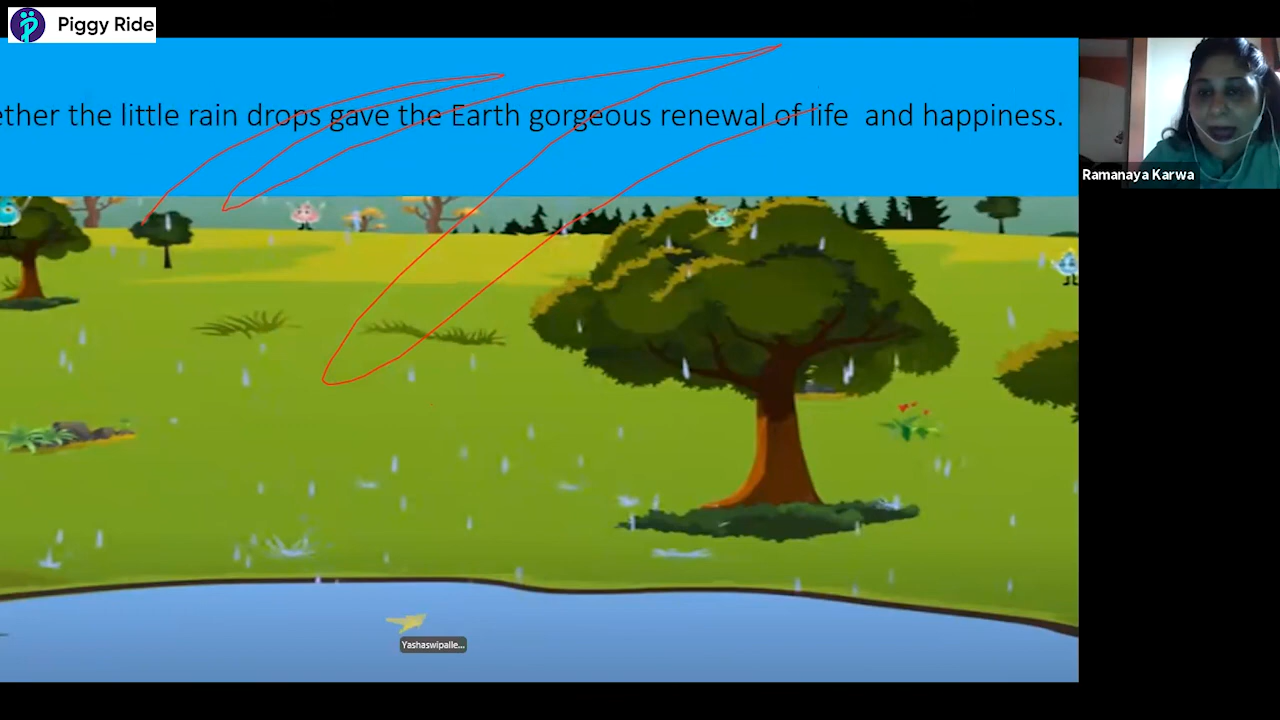 Piggy Ride
ether the little rain drops gave the Earth gorgeous renewal of life and happiness.
Ramanaya Karwa
Yashaswipalle...